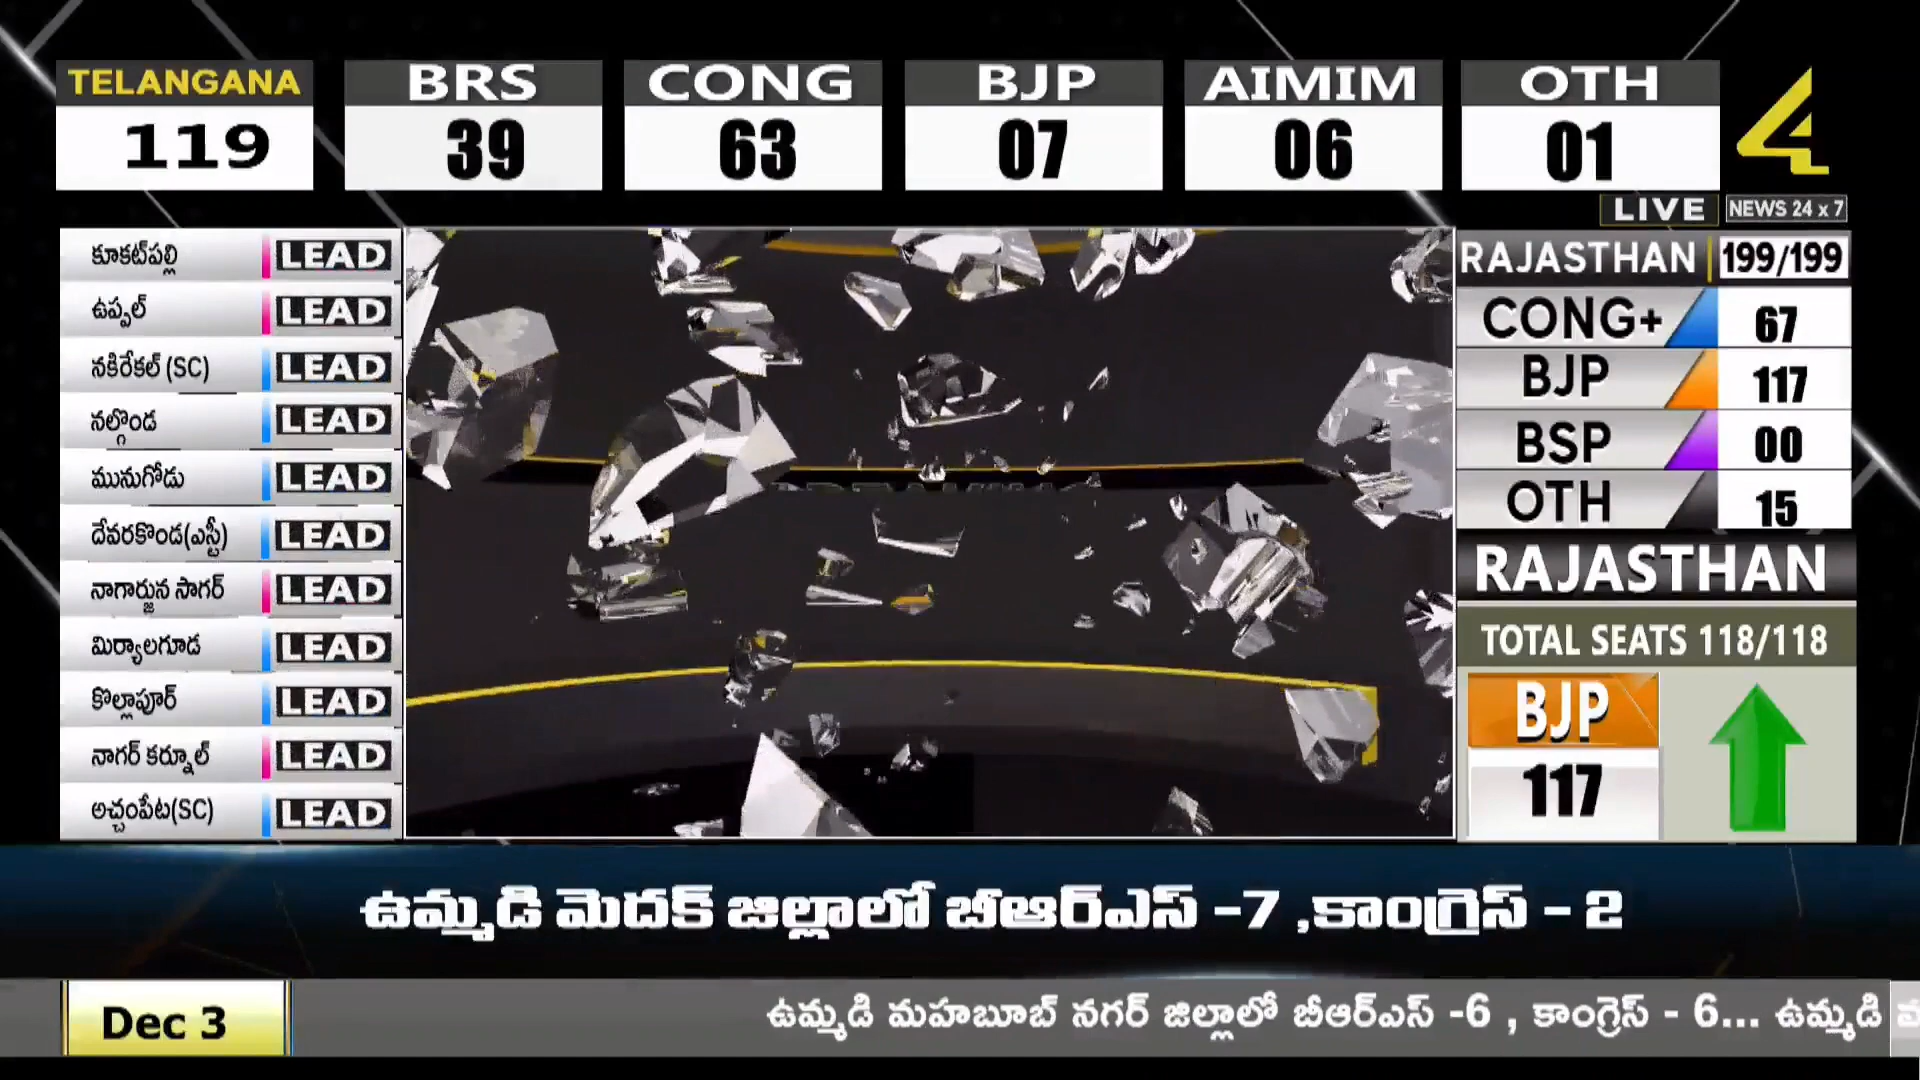 TELANGANA
119
BRS
39
CONG
63
BJP
07
AIMIM
06
OTH
01
4
LIVE
NEWS 24 x 7
కూకట్‌పల్లి LEAD
ఉప్పల్ LEAD
నకిరేకల్ (SC) LEAD
నల్గొండ LEAD
మునుగోడు LEAD
దేవరకొండ(ఎస్టీ) LEAD
నాగార్జున సాగర్ LEAD
మిర్యాలగూడ LEAD
కొల్లాపూర్ LEAD
నాగర్ కర్నూల్ LEAD
అచ్చంపేట(SC) LEAD
RAJASTHAN 199/199
CONG+ 67
BJP 117
BSP 00
OTH 15
RAJASTHAN
TOTAL SEATS 118/118
BJP
117
ఉమ్మడి మెదక్ జిల్లాలో బీఆర్ఎస్ -7 ,కాంగ్రెస్ - 2
Dec 3
ఉమ్మడి మహబూబ్ నగర్ జిల్లాలో బీఆర్ఎస్ -6 , కాంగ్రెస్ - 6... ఉమ్మడి